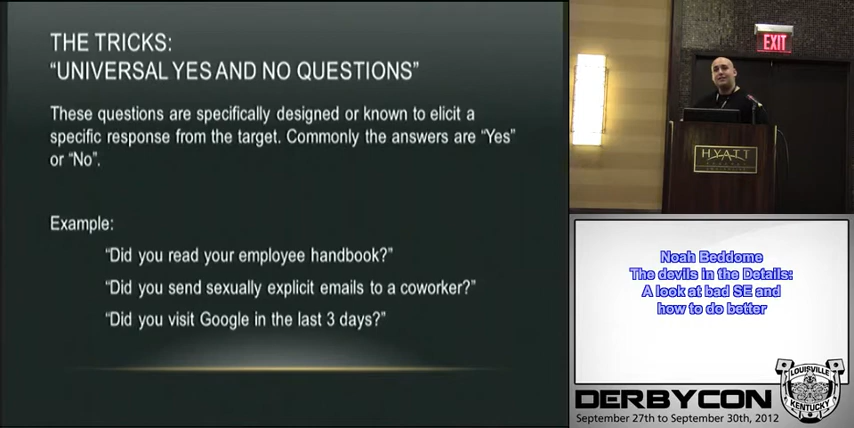 THE TRICKS:
"UNIVERSAL YES AND NO QUESTIONS"
These questions are specifically designed or known to elicit a
specific response from the target. Commonly the answers are "Yes"
or "No".
Example:
"Did you read your employee handbook?"
"Did you send sexually explicit emails to a coworker?"
"Did you visit Google in the last 3 days?"
EXIT
HYATT
Noah Beddome
The devils in the Details:
A look at bad SE and
how to do better
DERBYCON
September 27th to September 30th, 2012
LOUISVILLE
KENTUCKY